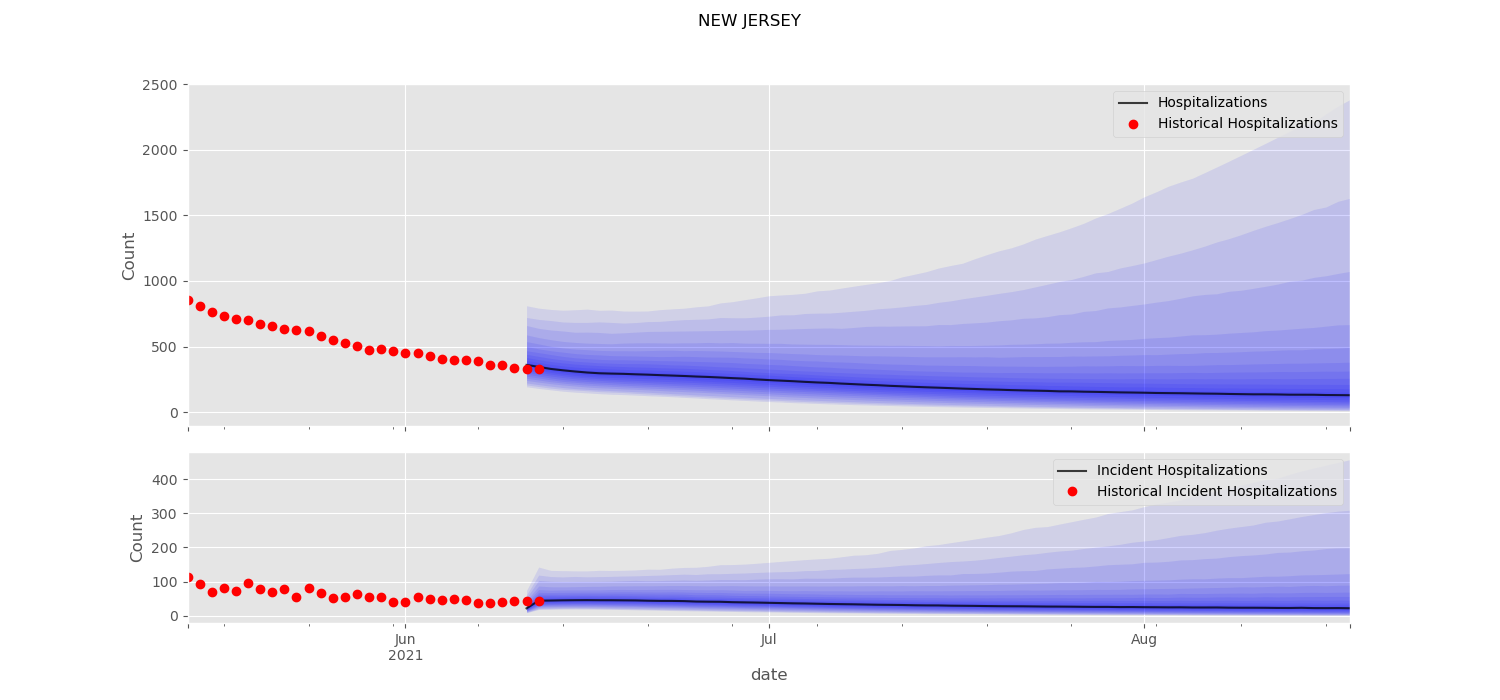 NEW JERSEY
2500
2000
1500
1000
500
0
Count
Hospitalizations
Historical Hospitalizations
400
300
200
100
0
Count
Incident Hospitalizations
Historical Incident Hospitalizations
Jun
2021
Jul
Aug
date